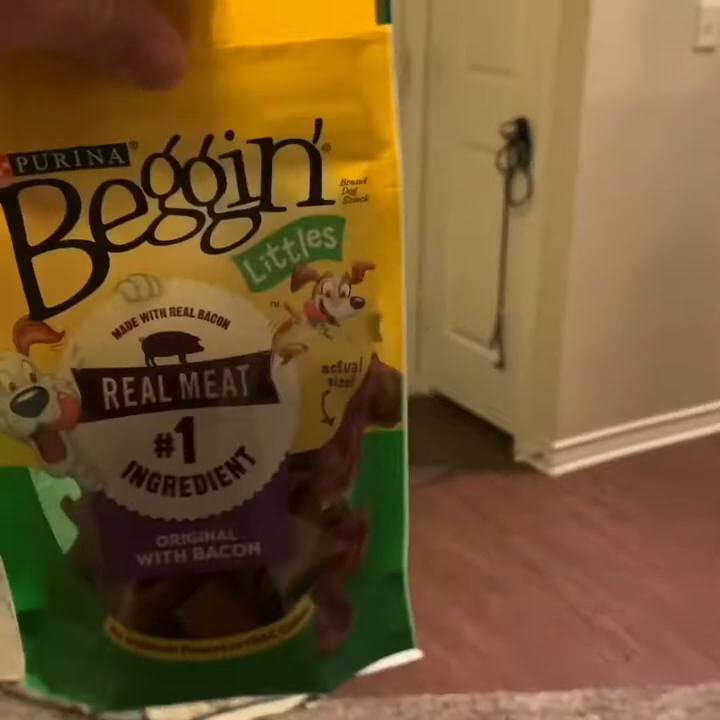 PURINA®
Beggin'®
Brand
Dog
Snack
Littles
TM
MADE WITH REAL BACON
REAL MEAT
#1
INGREDIENT
actual
size!
ORIGINAL
WITH BACON